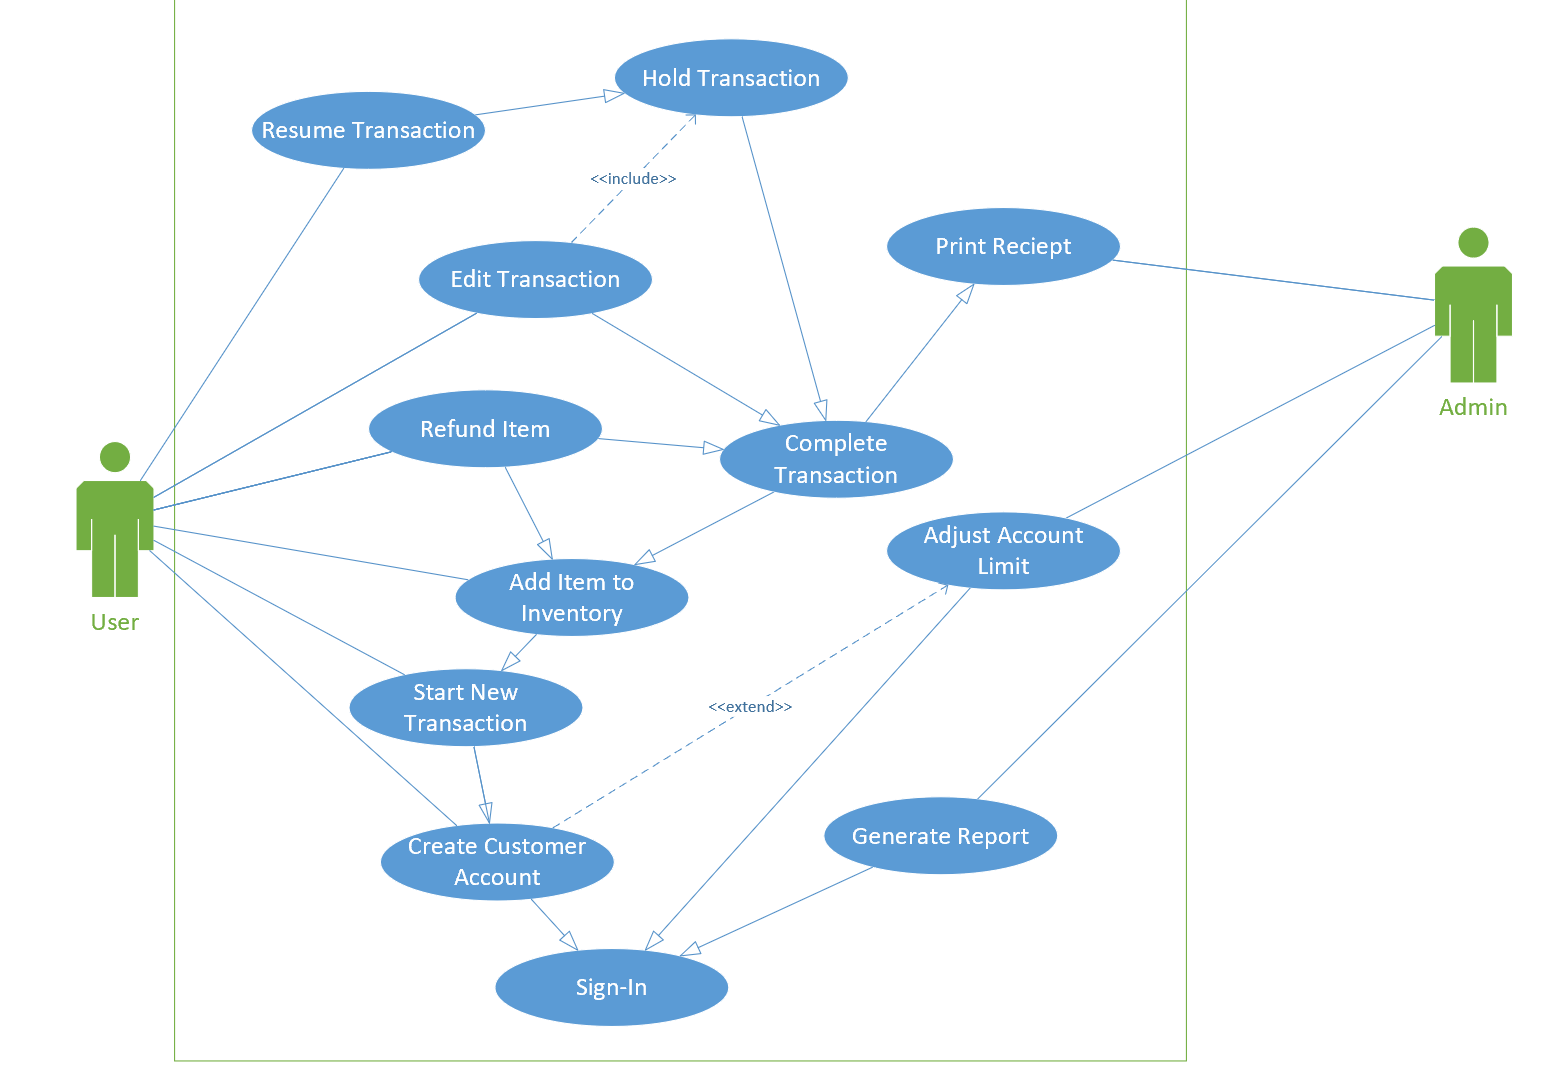 Hold Transaction
Resume Transaction
<<include>>
Print Reciept
Edit Transaction
Admin
Refund Item
Complete
Transaction
Adjust Account
Limit
Add Item to
Inventory
User
Start New
Transaction
<<extend>>
Generate Report
Create Customer
Account
Sign-In